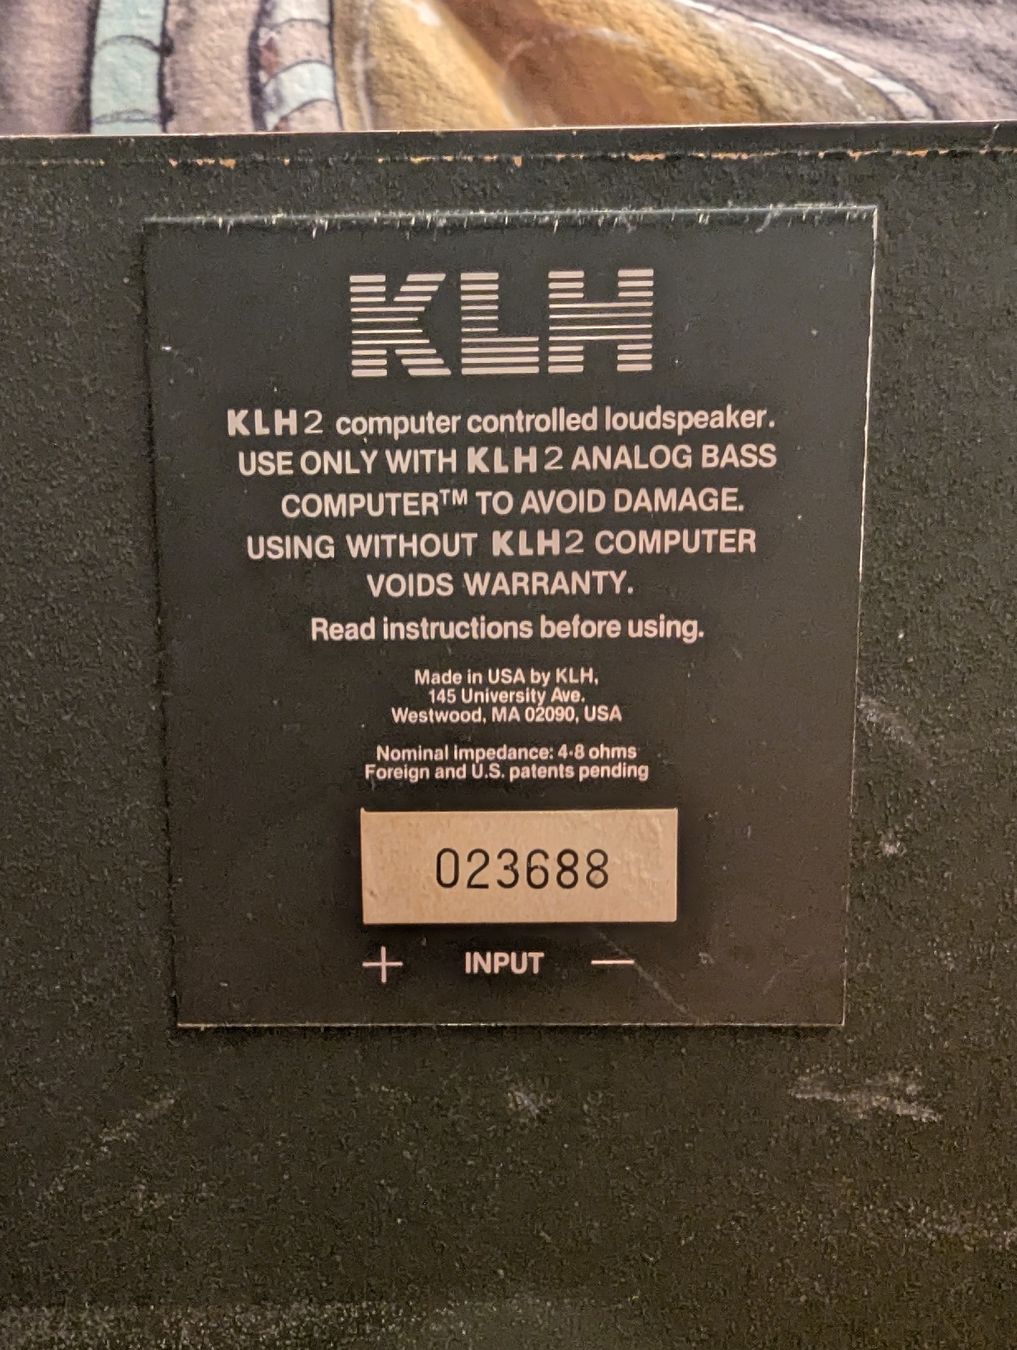 KLH
KLH2 computer controlled loudspeaker.
USE ONLY WITH KLH2 ANALOG BASS
COMPUTER™ TO AVOID DAMAGE.
USING WITHOUT KLH2 COMPUTER
VOIDS WARRANTY.
Read instructions before using.
Made in USA by KLH,
145 University Ave.
Westwood, MA 02090, USA
Nominal impedance: 4-8 ohms
Foreign and U.S. patents pending
023688
+ INPUT —